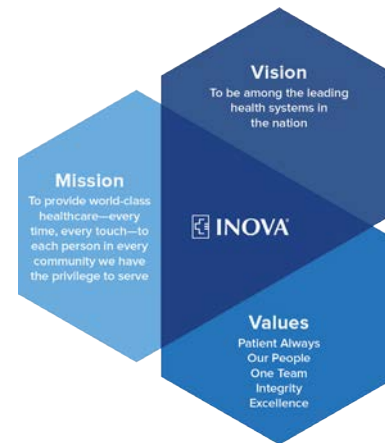 Vision
To be among the leading
health systems in
the nation
Mission
To provide world-class
healthcare—every
time, every touch—to
each person in every
community we have
the privilege to serve
INOVA®
Values
Patient Always
Our People
One Team
Integrity
Excellence